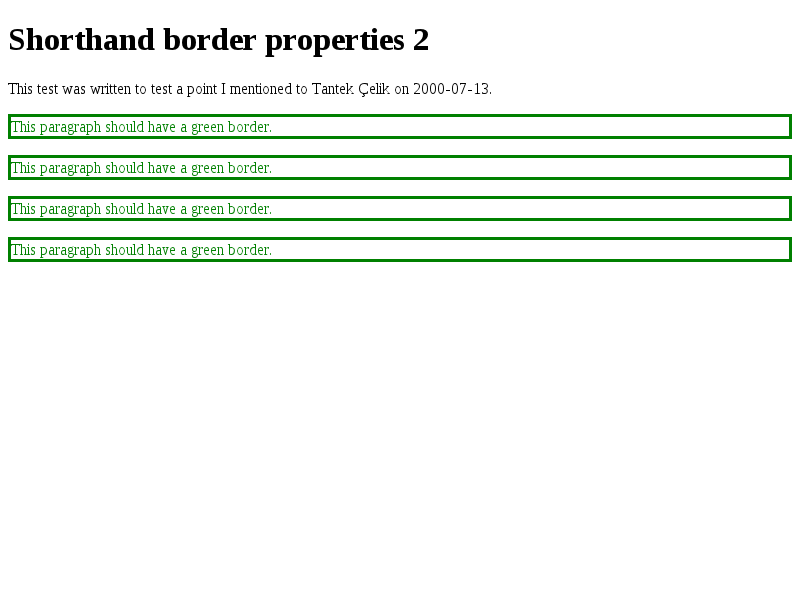 Shorthand border properties 2
This test was written to test a point I mentioned to Tantek Çelik on 2000-07-13.
This paragraph should have a green border.
This paragraph should have a green border.
This paragraph should have a green border.
This paragraph should have a green border.